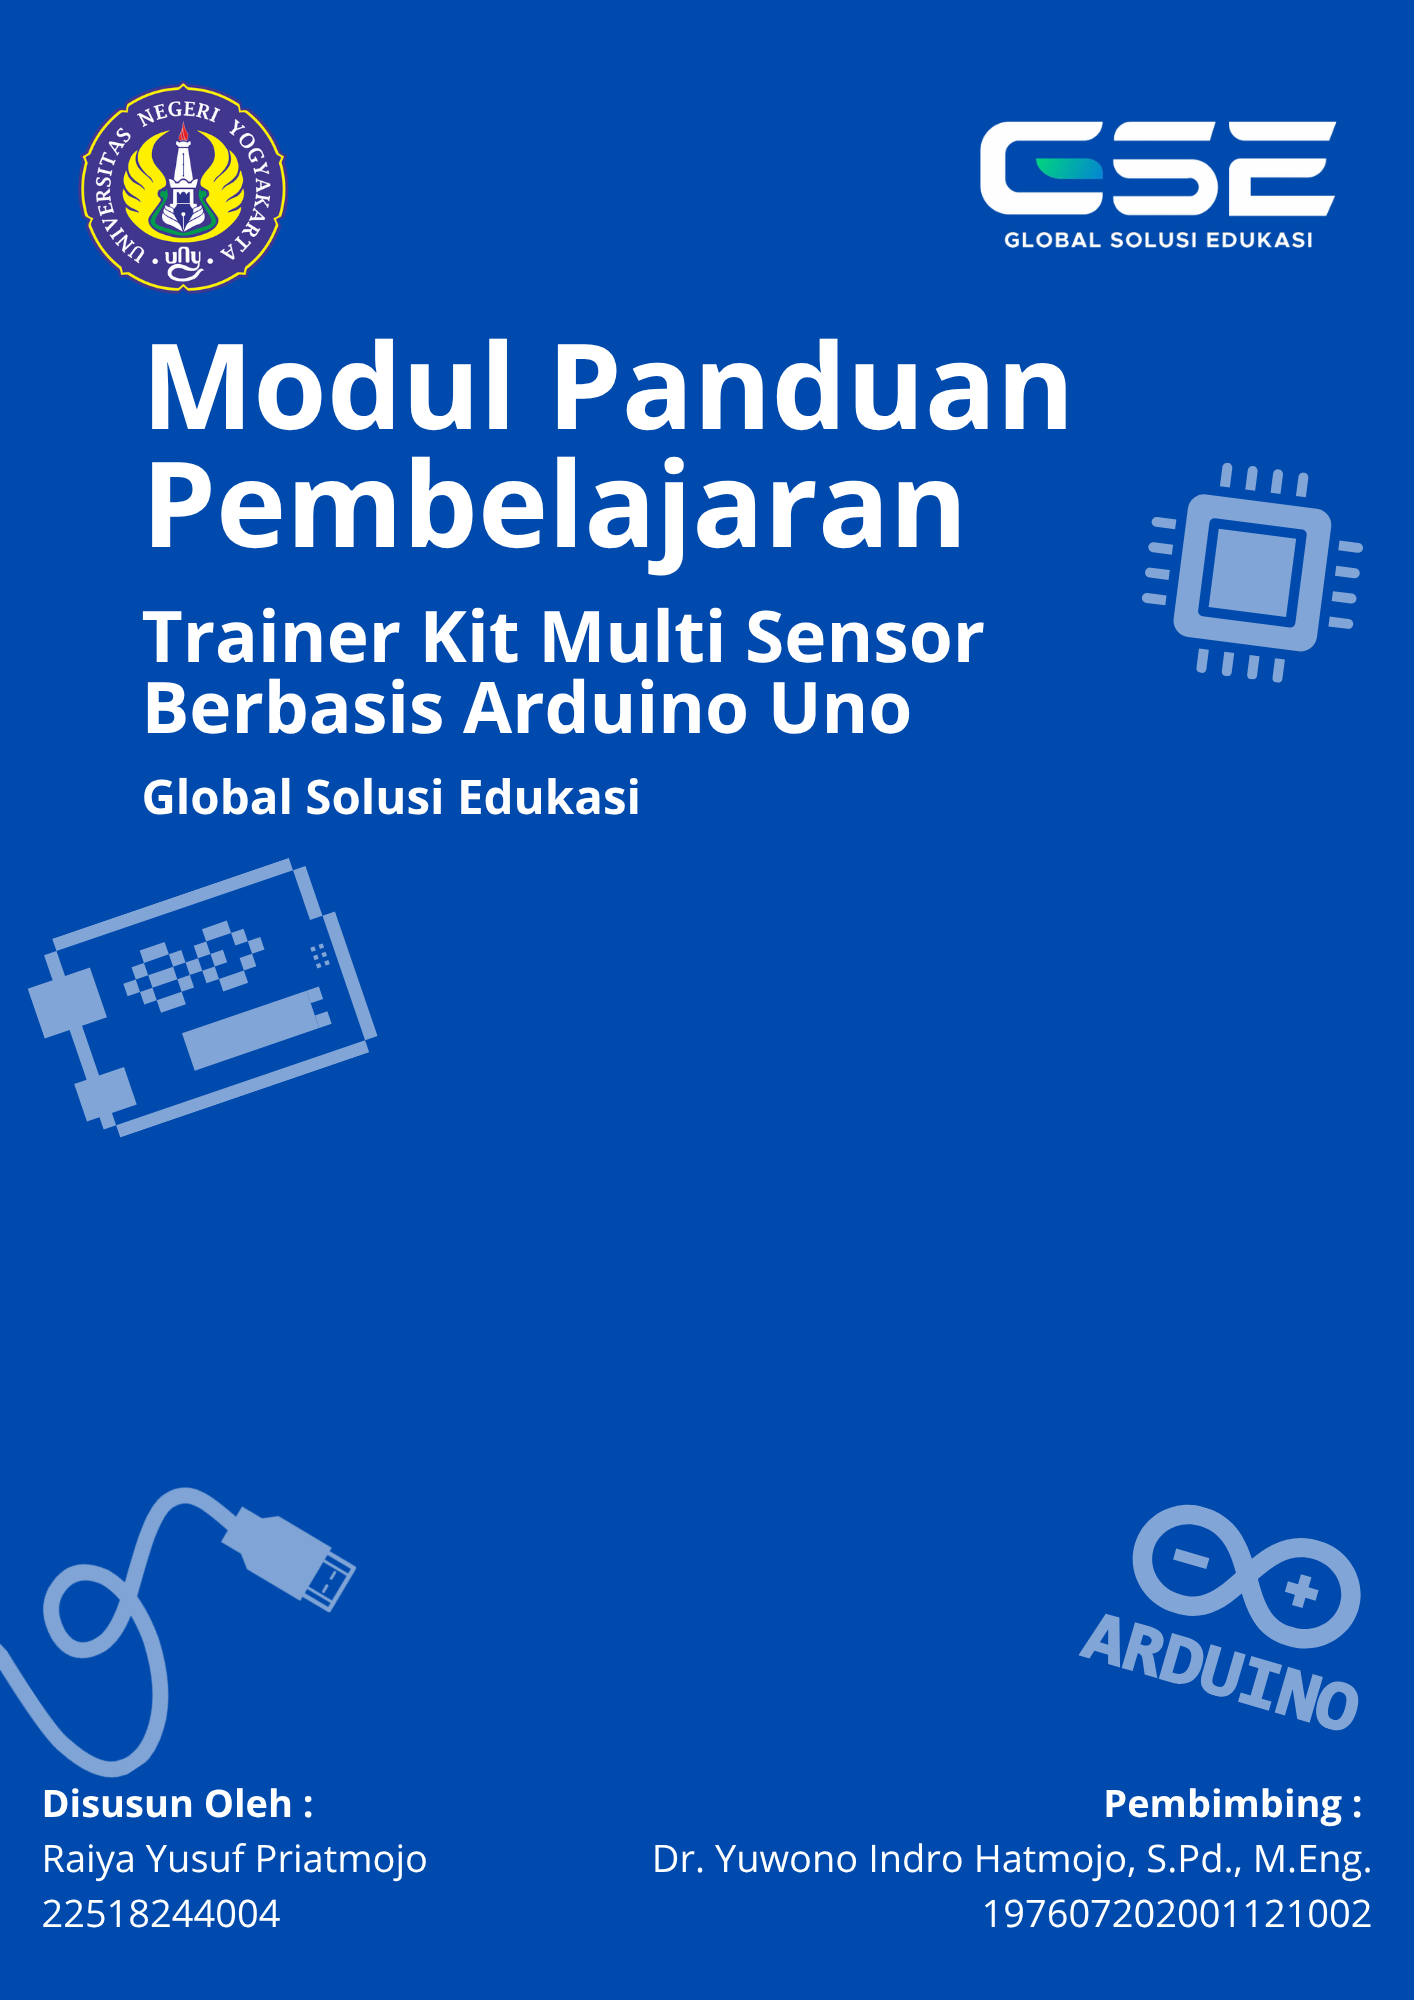 UNIVERSITAS NEGERI YOGYAKARTA
uny
GSE
GLOBAL SOLUSI EDUKASI
Modul Panduan
Pembelajaran
Trainer Kit Multi Sensor
Berbasis Arduino Uno
Global Solusi Edukasi
ARDUINO
Disusun Oleh :
Raiya Yusuf Priatmojo
22518244004
Pembimbing :
Dr. Yuwono Indro Hatmojo, S.Pd., M.Eng.
197607202001121002